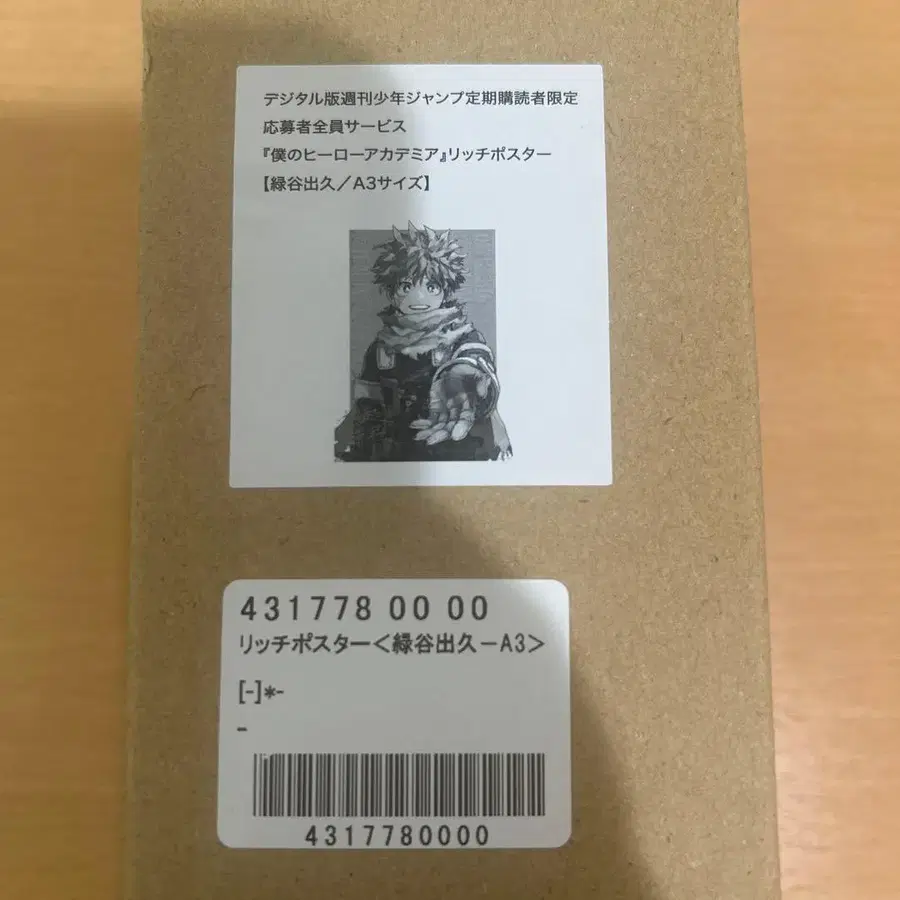 デジタル版週刊少年ジャンプ定期購読者限定
応募者全員サービス
『僕のヒーローアカデミア』リッチポスター
【緑谷出久／A3サイズ】
431778 00 00
リッチポスター＜緑谷出久－A3＞
[-]*-
-
4317780000